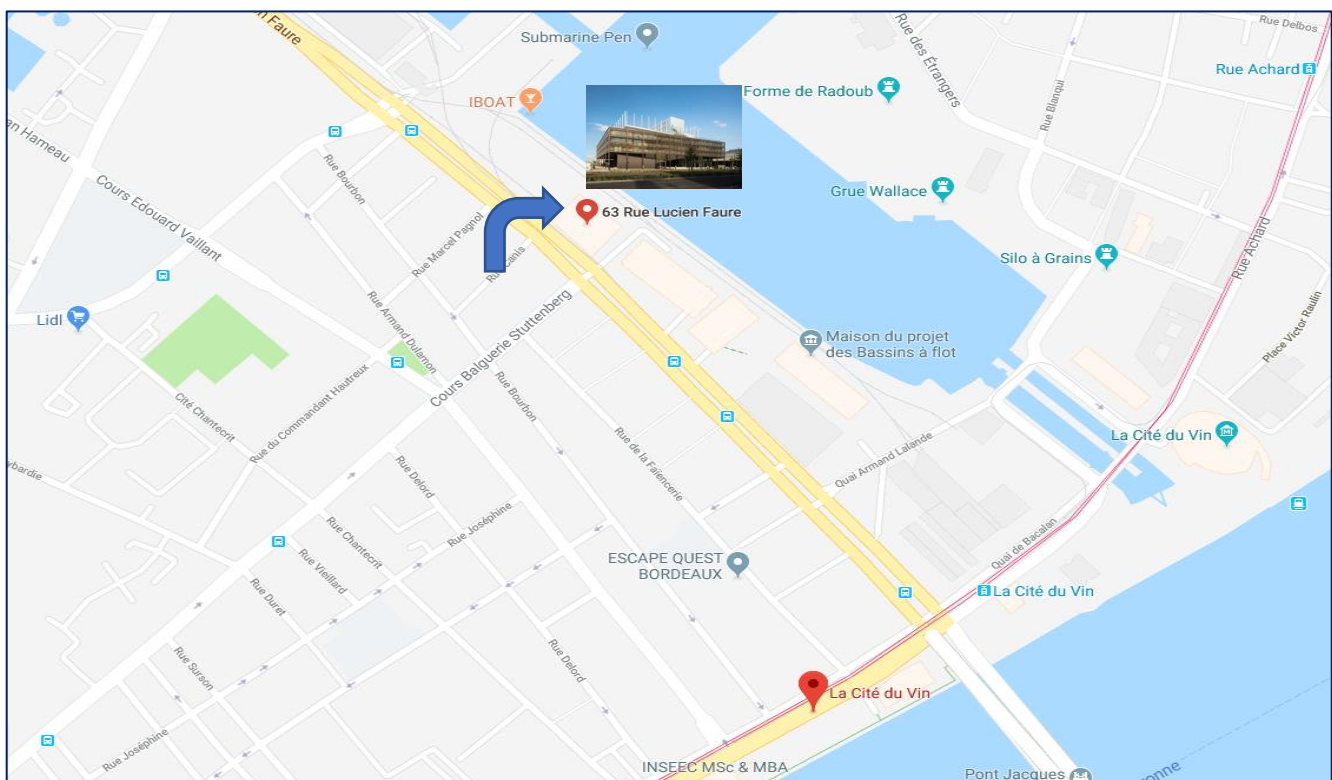 n Faure
Submarine Pen
Rue Delbos
Rue Achard
IBOAT
Forme de Radoub
Rue des Étrangers
Rue Blanqui
an Hameau
Cours Edouard Vaillant
Rue Bourbon
Rue Marcel Pagnol
63 Rue Lucien Faure
Grue Wallace
Silo à Grains
Rue Achard
Lidl
Rue Armand Dulamon
Cours Balguerie Stuttenberg
Maison du projet
des Bassins à flot
Place Victor Raulin
Cité Chantecrit
Rue du Commandant Hautreux
Rue Bourbon
Rue de la Faïencerie
La Cité du Vin
Quai Armand Lalande
ybardie
Rue Delord
Rue Joséphine
Rue Chantecrit
Rue Vieillard
Quai de Bacalan
ESCAPE QUEST
BORDEAUX
La Cité du Vin
Rue Duret
Rue Surson
Rue Delord
La Cité du Vin
Rue Joséphine
INSEEC MSc & MBA
Pont Jacques
onne